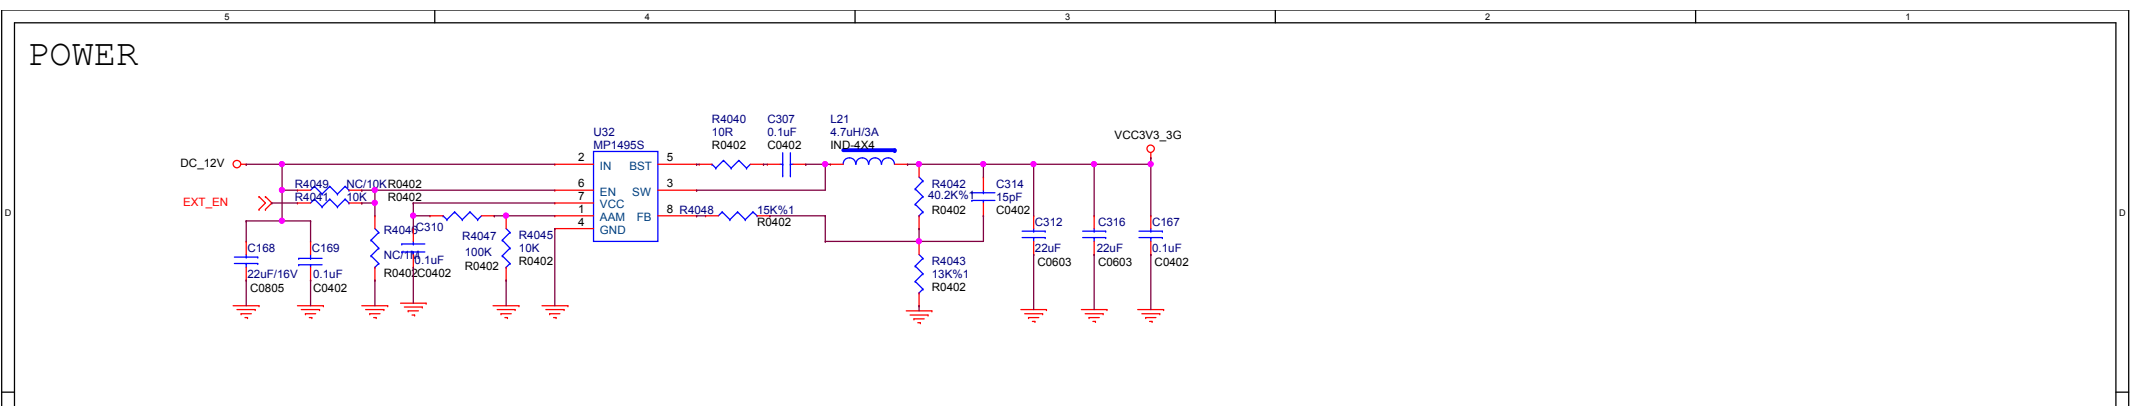 5
4
3
2
1
POWER
D
D
DC_12V
EXT_EN
R4049
NC/10K
R0402
R4041
10K
R0402
C168
22uF/16V
C0805
C169
0.1uF
C0402
R4046
NC/1M
R0402
C310
0.1uF
C0402
R4047
100K
R0402
R4045
10K
R0402
U32
MP1495S
2
IN
6
EN
7
VCC
1
AAM
4
GND
BST
5
SW
3
FB
8
R4040
10R
R0402
C307
0.1uF
C0402
L21
4.7uH/3A
IND-4X4
R4048
15K%1
R0402
R4042
40.2K%1
R0402
C314
15pF
C0402
R4043
13K%1
R0402
VCC3V3_3G
C312
22uF
C0603
C316
22uF
C0603
C167
0.1uF
C0402